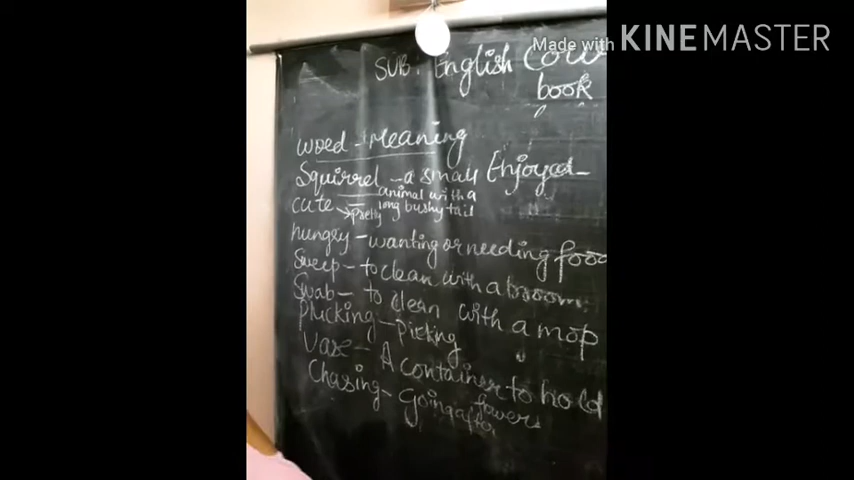 Made with KINEMASTER
SUB: English Cow
book
Word - Meaning
Squirrel - a small Enjoyed -
animal with a
cute - long bushy tail
Pretty
hungry - wanting or needing food
Sweep - to clean with a broom.
Swab - to clean with a mop
Plucking - Picking
Vase - A container to hold
flowers
Chasing - Going after